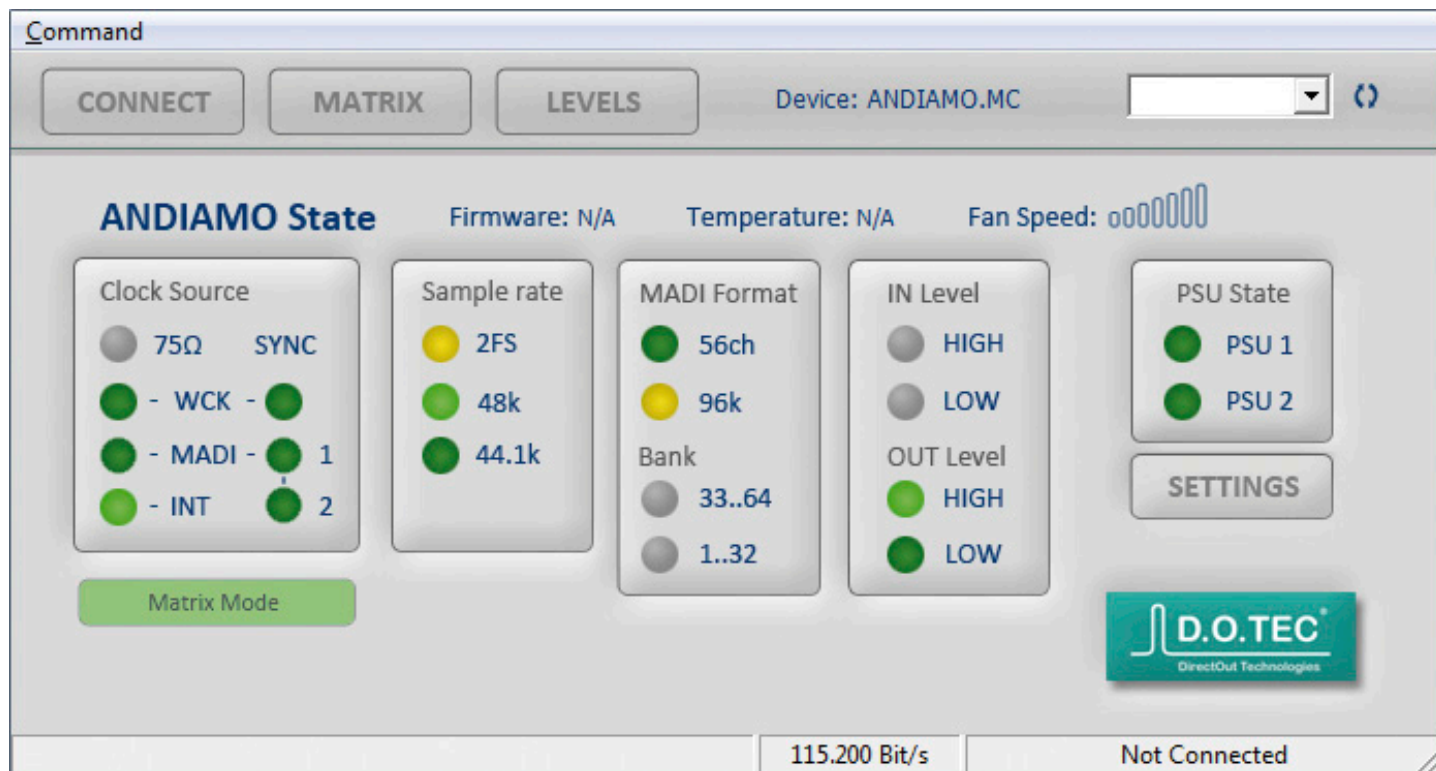 Command
CONNECT MATRIX LEVELS Device: ANDIAMO.MC
ANDIAMO State Firmware: N/A Temperature: N/A Fan Speed:
Clock Source
75Ω SYNC
- WCK -
- MADI - 1
- INT 2
Matrix Mode
Sample rate
2FS
48k
44.1k
MADI Format
56ch
96k
Bank
33..64
1..32
IN Level
HIGH
LOW
OUT Level
HIGH
LOW
PSU State
PSU 1
PSU 2
SETTINGS
D.O.TEC®
DirectOut Technologies
115.200 Bit/s Not Connected